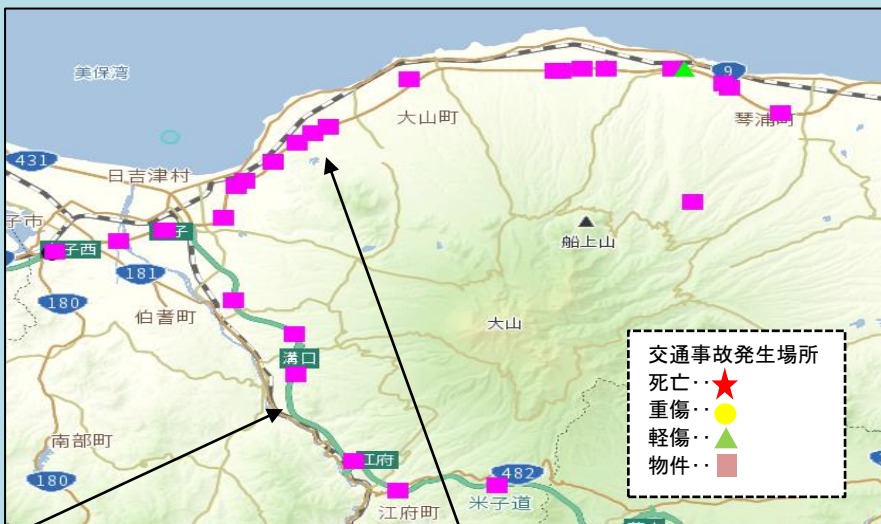 美保湾
9
大山町
琴浦町
431
日吉津村
子
子市
子西
船上山
181
180
伯耆町
大山
溝口
南部町
江府
180
482
米子道
江府町
交通事故発生場所
死亡‥
重傷‥
軽傷‥
物件‥